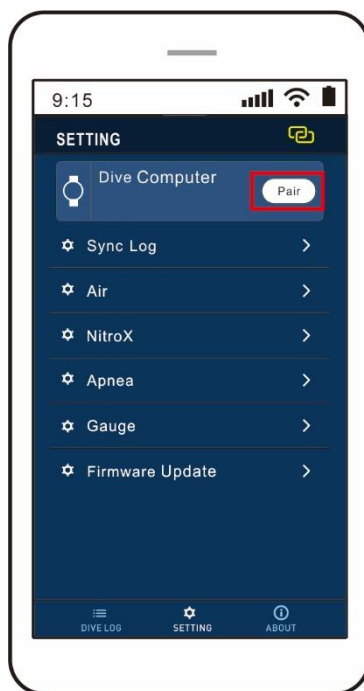 9:15
SETTING
Dive Computer
Pair
Sync Log
Air
NitroX
Apnea
Gauge
Firmware Update
DIVE LOG SETTING ABOUT